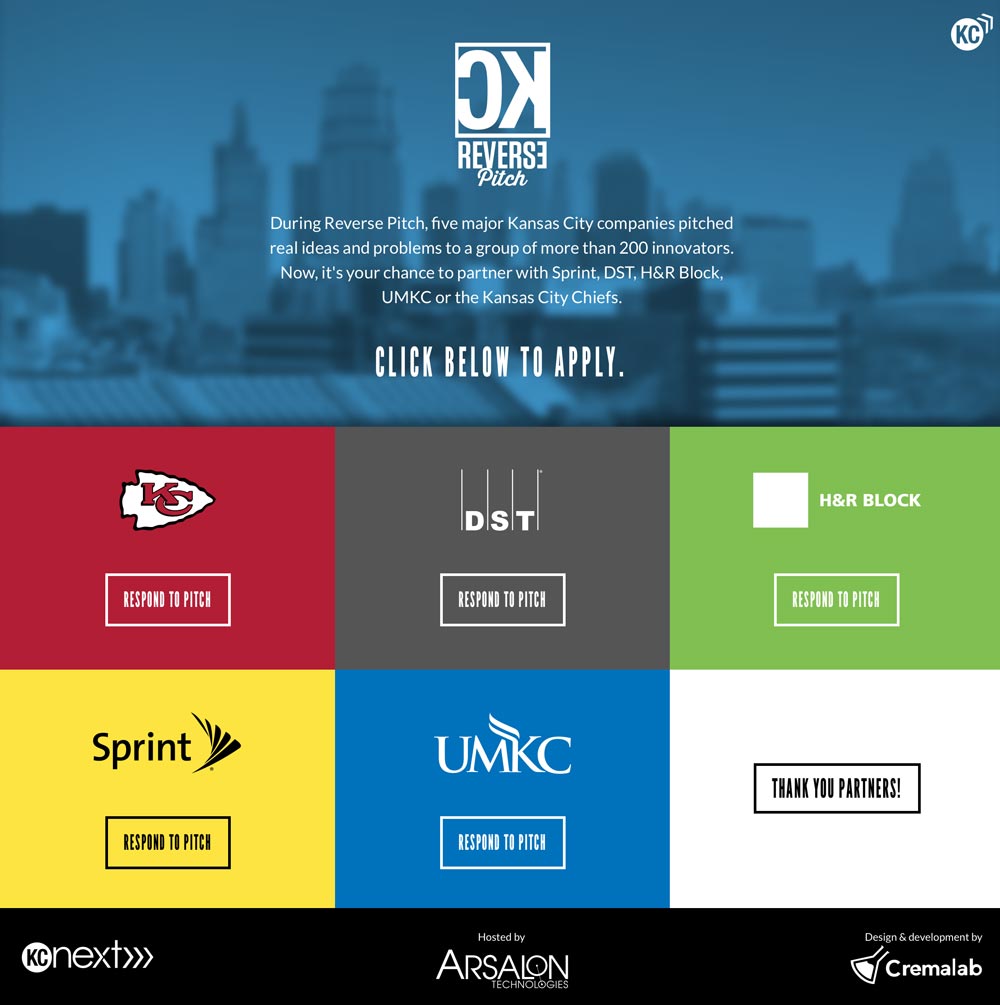 KC
KC
REVERSE
Pitch
During Reverse Pitch, five major Kansas City companies pitched
real ideas and problems to a group of more than 200 innovators.
Now, it's your chance to partner with Sprint, DST, H&R Block,
UMKC or the Kansas City Chiefs.
CLICK BELOW TO APPLY.
KC
DST
H&R BLOCK
RESPOND TO PITCH
RESPOND TO PITCH
RESPOND TO PITCH
Sprint
UMKC
THANK YOU PARTNERS!
RESPOND TO PITCH
RESPOND TO PITCH
KCnext
Hosted by
ARSALON
TECHNOLOGIES
Design & development by
Cremalab